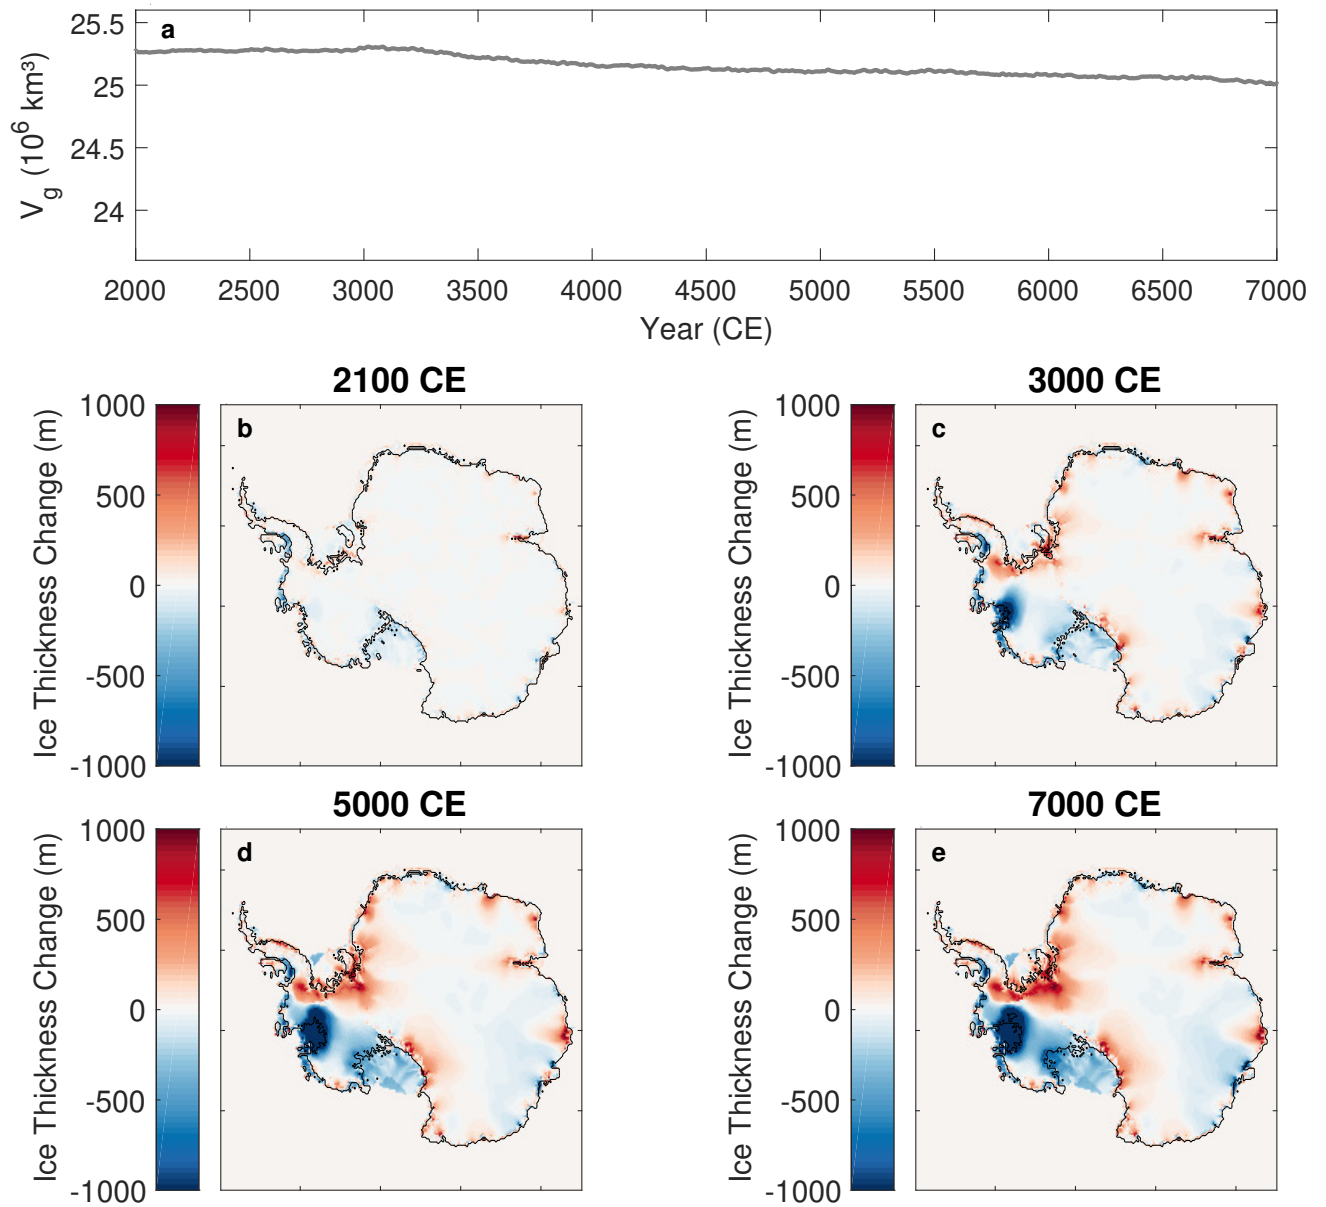 a
25.5
25
24.5
24
V_g (10^6 km³)
2000 2500 3000 3500 4000 4500 5000 5500 6000 6500 7000
Year (CE)
2100 CE
b
1000
500
0
-500
-1000
Ice Thickness Change (m)
3000 CE
c
1000
500
0
-500
-1000
Ice Thickness Change (m)
5000 CE
d
1000
500
0
-500
-1000
Ice Thickness Change (m)
7000 CE
e
1000
500
0
-500
-1000
Ice Thickness Change (m)